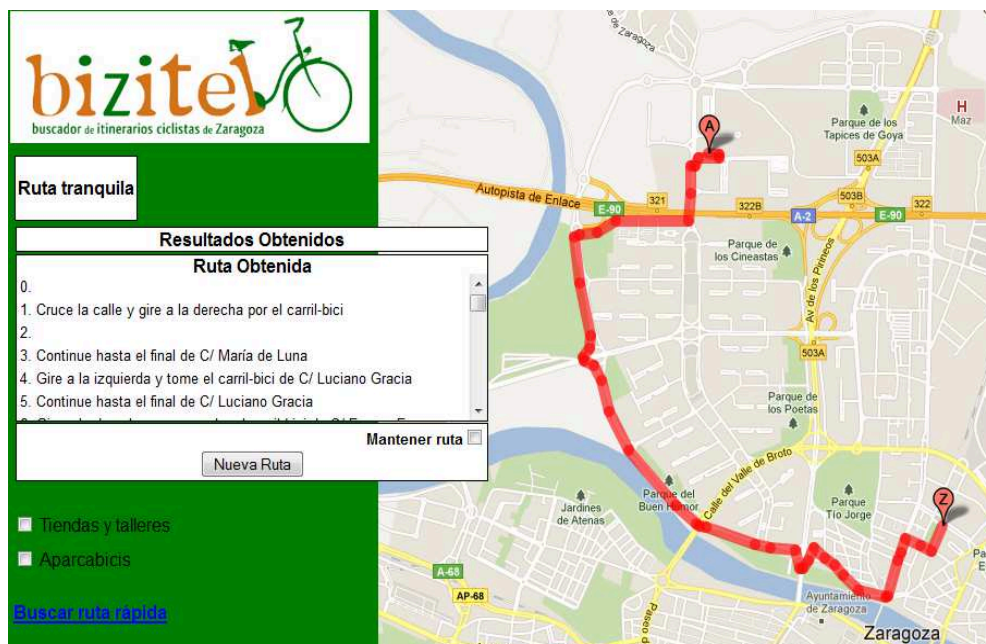 bizitel
buscador de itinerarios ciclistas de Zaragoza
Ruta tranquila
Resultados Obtenidos
Ruta Obtenida
0.
1. Cruce la calle y gire a la derecha por el carril-bici
2.
3. Continue hasta el final de C/ María de Luna
4. Gire a la izquierda y tome el carril-bici de C/ Luciano Gracia
5. Continue hasta el final de C/ Luciano Gracia
Mantener ruta
Nueva Ruta
Tiendas y talleres
Aparcabicis
Buscar ruta rápida
de Zaragoza
A
Parque de los
Tapices de Goya
H
Maz
503A
Autopista de Enlace
E-90
321
322B
A-2
503B
E-90
322
Parque de
los Cineastas
Av de los Pirineos
503A
Parque de
los Poetas
Calle del Valle de Broto
Jardines
de Atenas
Parque del
Buen Humor
Parque
Tío Jorge
Z
A-68
AP-68
Paseo de
Ayuntamiento
de Zaragoza
Zaragoza